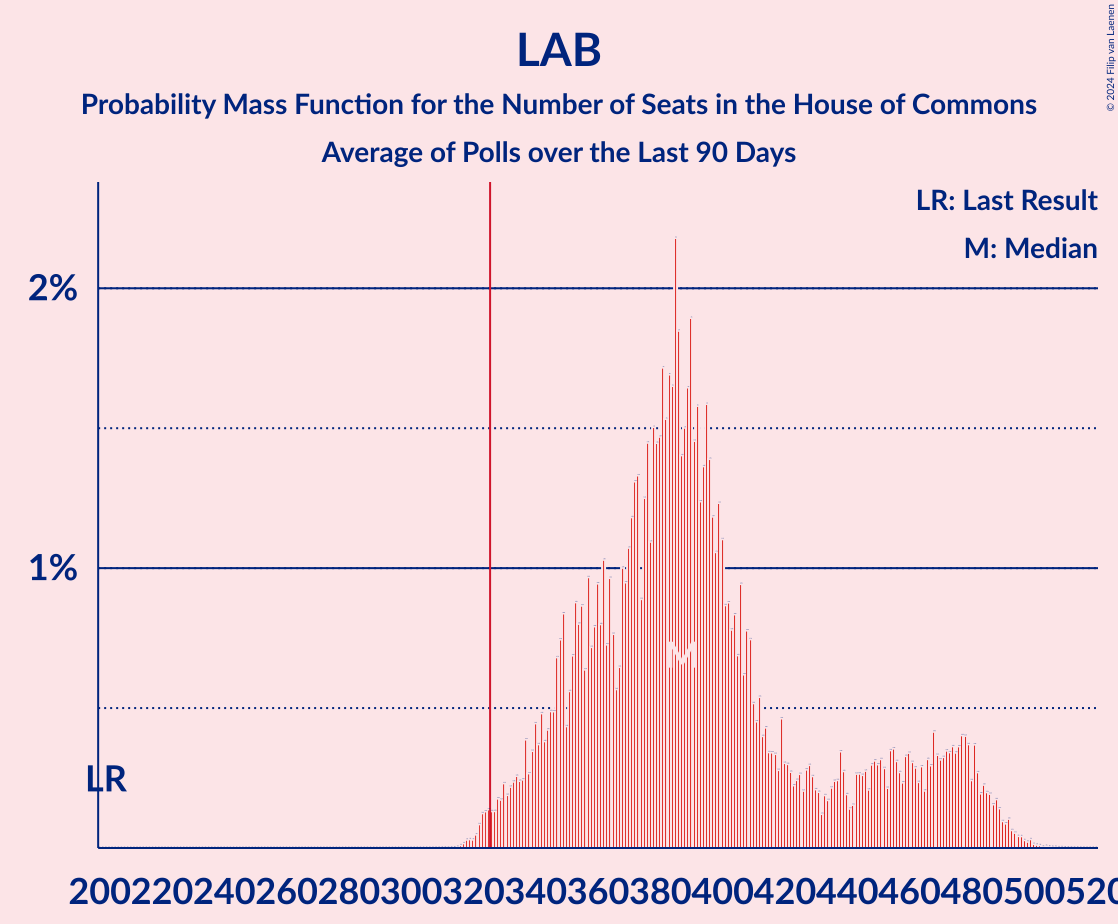 LAB
Probability Mass Function for the Number of Seats in the House of Commons
Average of Polls over the Last 90 Days
© 2024 Filip van Laenen
LR: Last Result
M: Median
2%
1%
M
LR
200220240260280300320340360380400420440460480500520